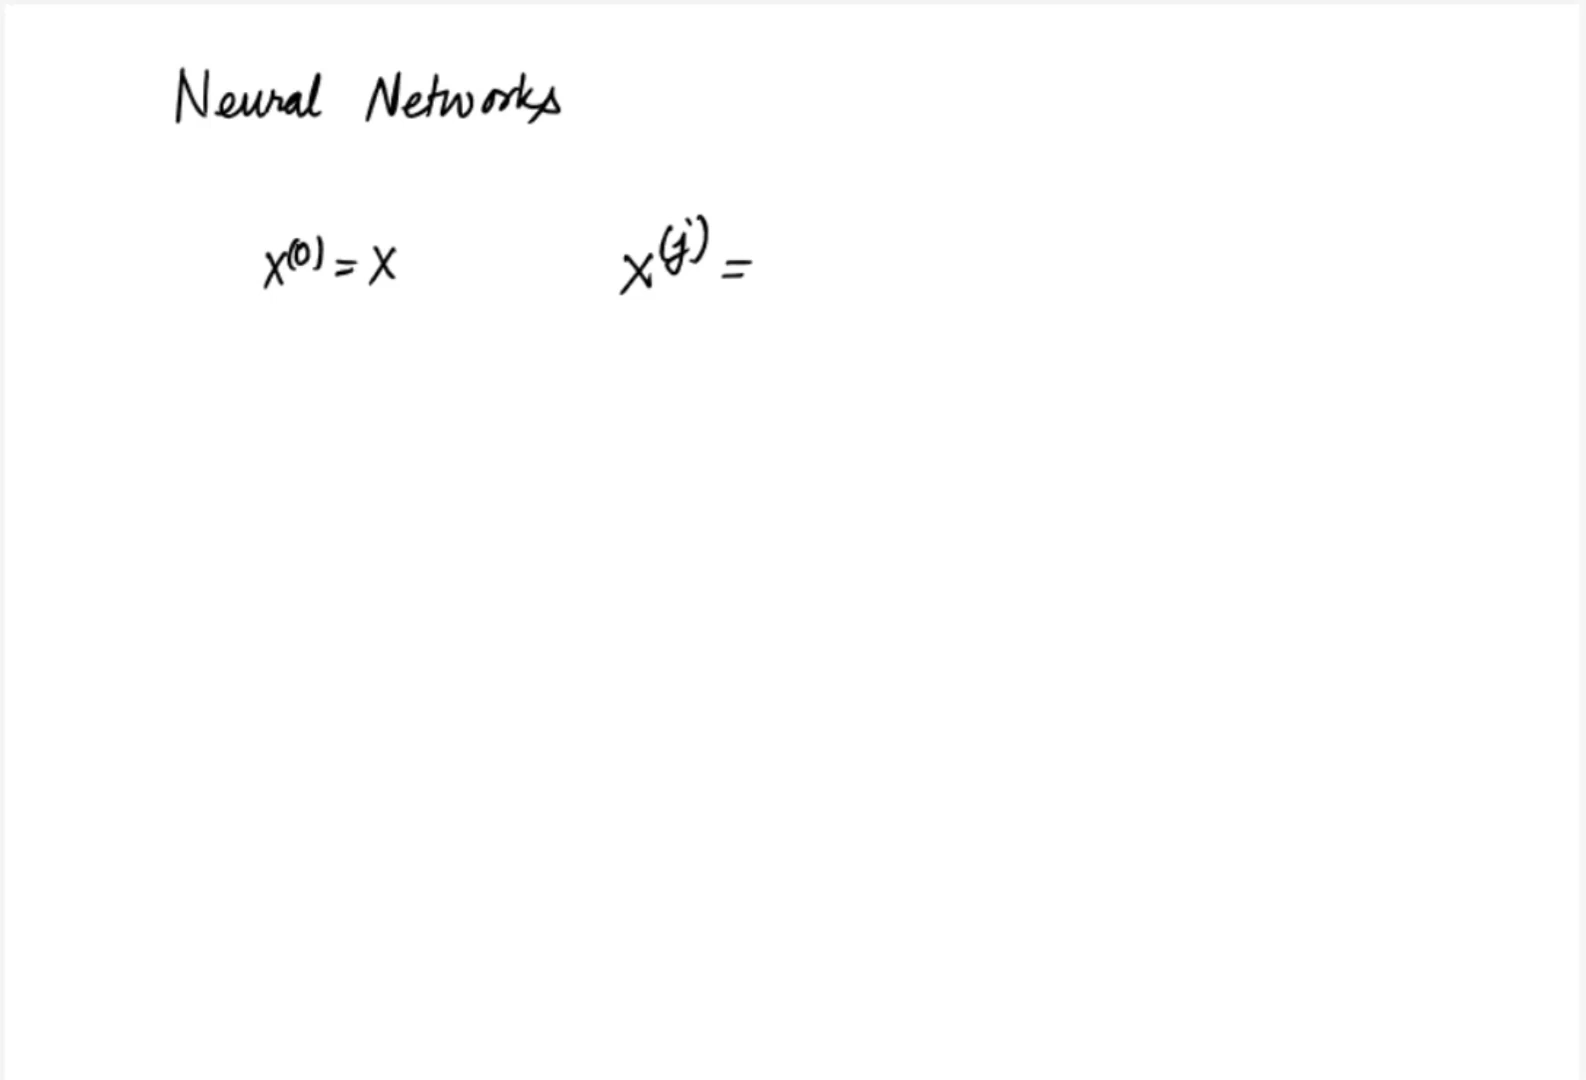 Neural Networks
x^(0) = x x^(j) =